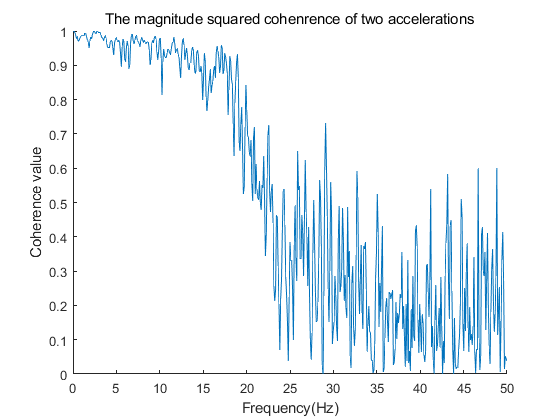 The magnitude squared cohenrence of two accelerations
1
0.9
0.8
0.7
0.6
0.5
0.4
0.3
0.2
0.1
0
Coherence value
0 5 10 15 20 25 30 35 40 45 50
Frequency(Hz)